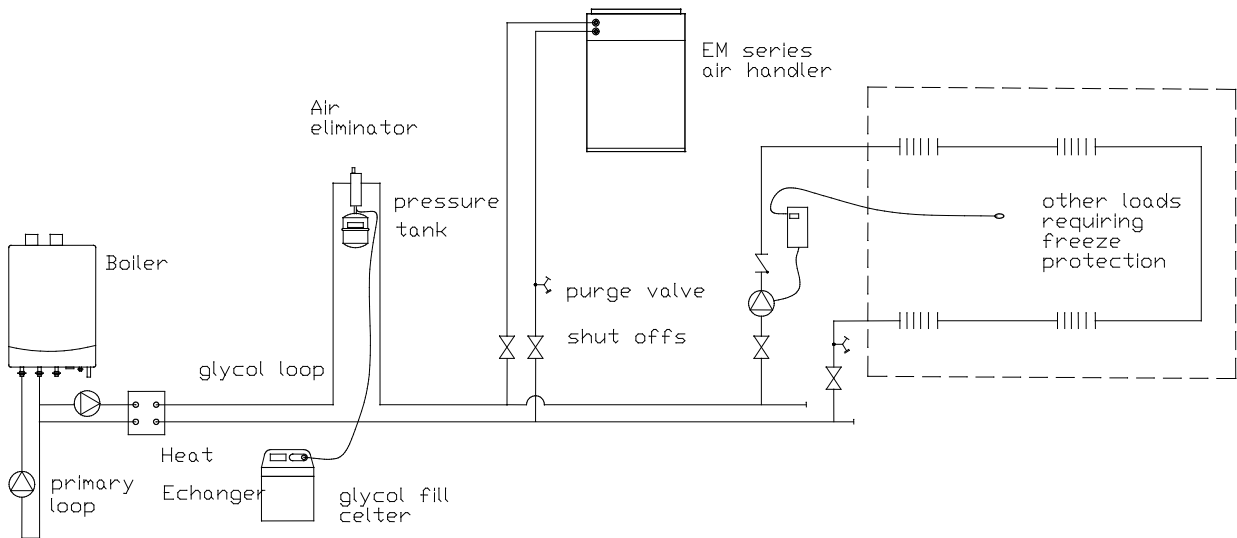 EM series
air handler
Air
eliminator
pressure
tank
other loads
requiring
freeze
protection
Boiler
purge valve
shut offs
glycol loop
Heat
Echanger
primary
loop
glycol fill
celter